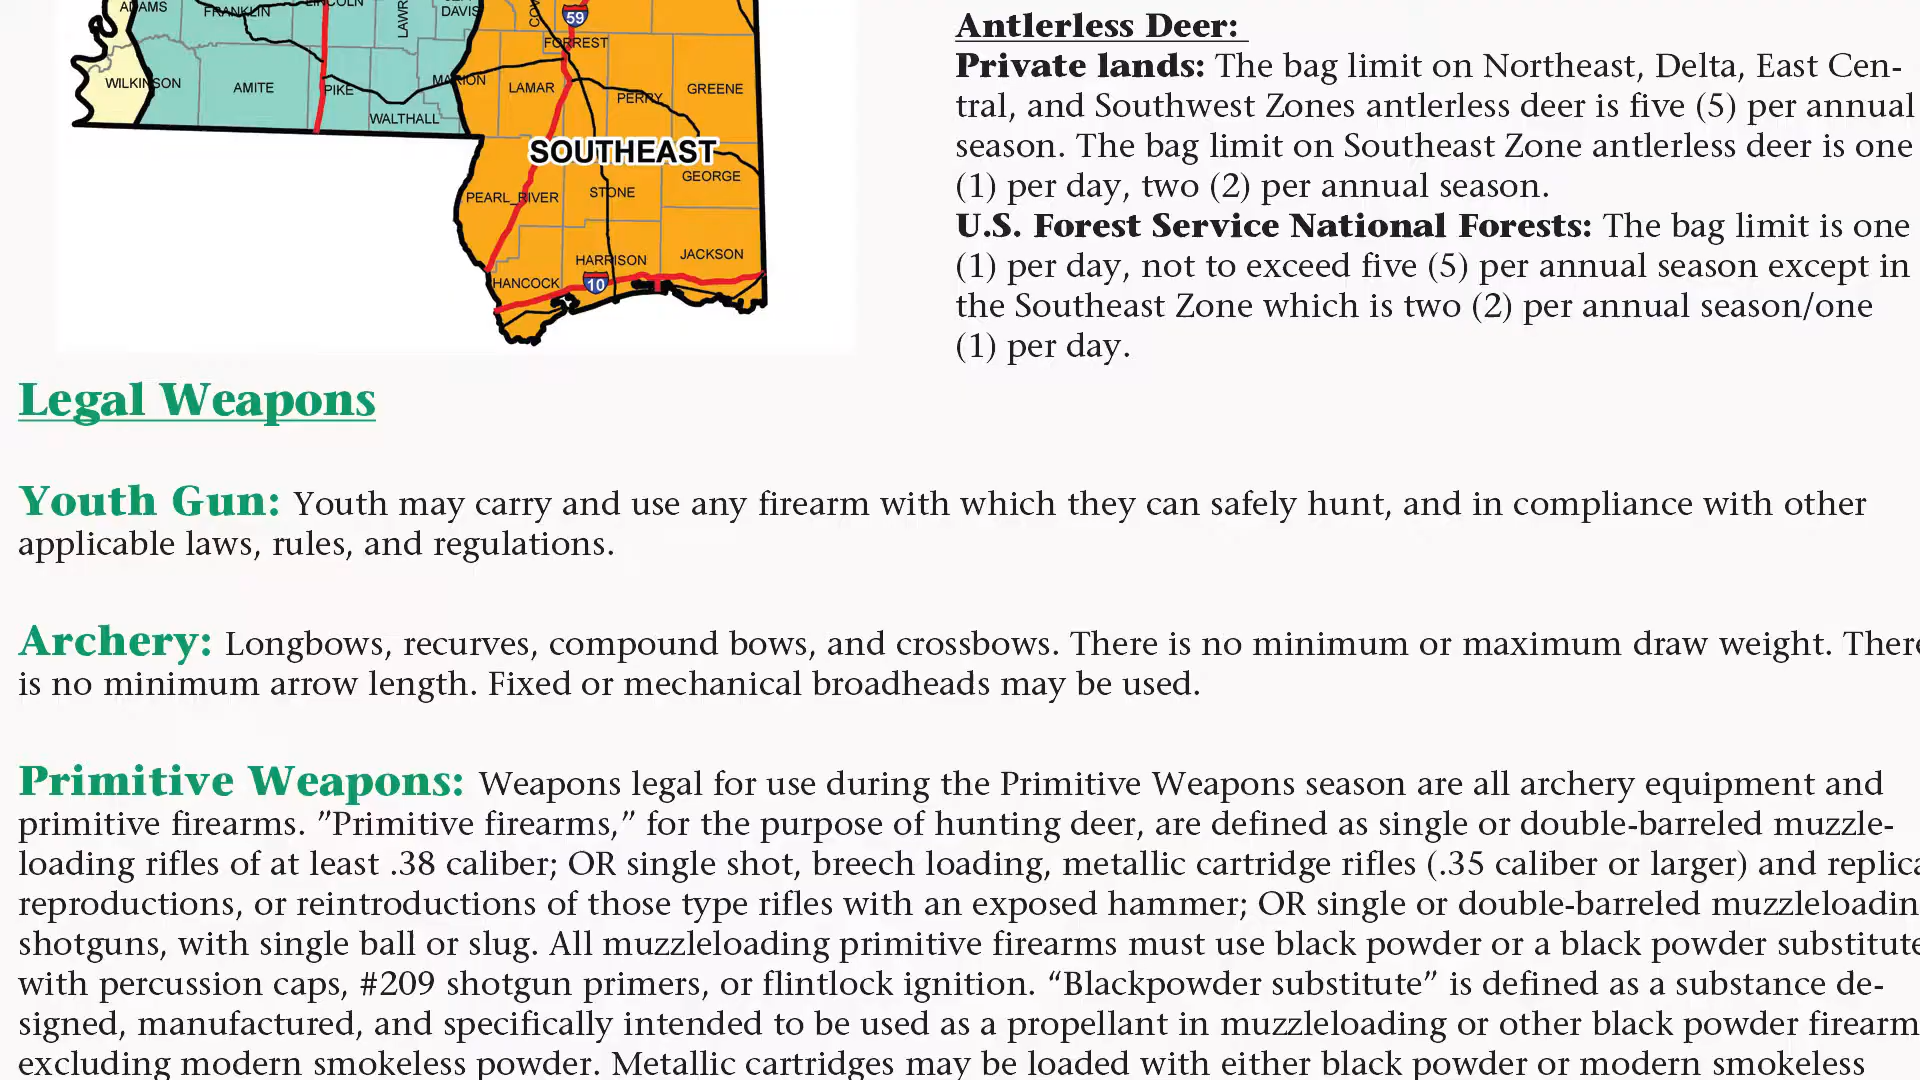 ADAMS
FRANKLIN
LINCOLN
DAVIS
59
FORREST
WILKINSON
AMITE
PIKE
MARION
LAMAR
PERRY
GREENE
WALTHALL
SOUTHEAST
GEORGE
PEARL_RIVER
STONE
HANCOCK
HARRISON
10
JACKSON
Antlerless Deer:
Private lands: The bag limit on Northeast, Delta, East Cen-
tral, and Southwest Zones antlerless deer is five (5) per annual
season. The bag limit on Southeast Zone antlerless deer is one
(1) per day, two (2) per annual season.
U.S. Forest Service National Forests: The bag limit is one
(1) per day, not to exceed five (5) per annual season except in
the Southeast Zone which is two (2) per annual season/one
(1) per day.
Legal Weapons
Youth Gun: Youth may carry and use any firearm with which they can safely hunt, and in compliance with other
applicable laws, rules, and regulations.
Archery: Longbows, recurves, compound bows, and crossbows. There is no minimum or maximum draw weight. There
is no minimum arrow length. Fixed or mechanical broadheads may be used.
Primitive Weapons: Weapons legal for use during the Primitive Weapons season are all archery equipment and
primitive firearms. ”Primitive firearms,” for the purpose of hunting deer, are defined as single or double-barreled muzzle-
loading rifles of at least .38 caliber; OR single shot, breech loading, metallic cartridge rifles (.35 caliber or larger) and replica
reproductions, or reintroductions of those type rifles with an exposed hammer; OR single or double-barreled muzzleloadin
shotguns, with single ball or slug. All muzzleloading primitive firearms must use black powder or a black powder substitute
with percussion caps, #209 shotgun primers, or flintlock ignition. “Blackpowder substitute” is defined as a substance de-
signed, manufactured, and specifically intended to be used as a propellant in muzzleloading or other black powder firearm
excluding modern smokeless powder. Metallic cartridges may be loaded with either black powder or modern smokeless